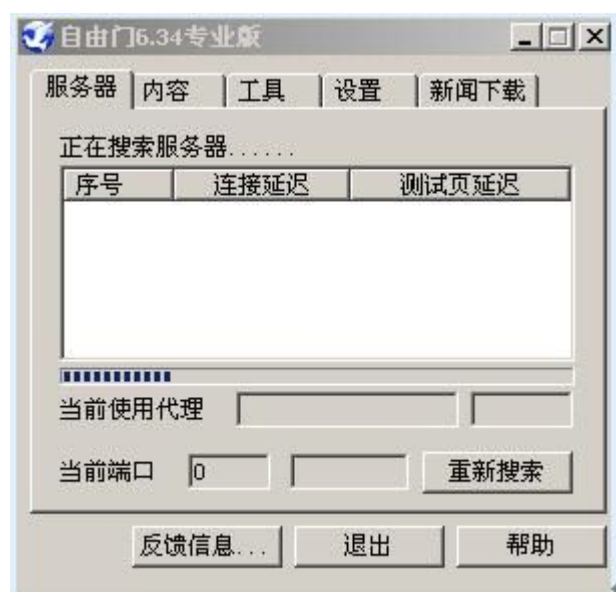 自由门6.34专业版
服务器 内容 工具 设置 新闻下载
正在搜索服务器......
序号 连接延迟 测试页延迟
当前使用代理
当前端口 0 重新搜索
反馈信息... 退出 帮助